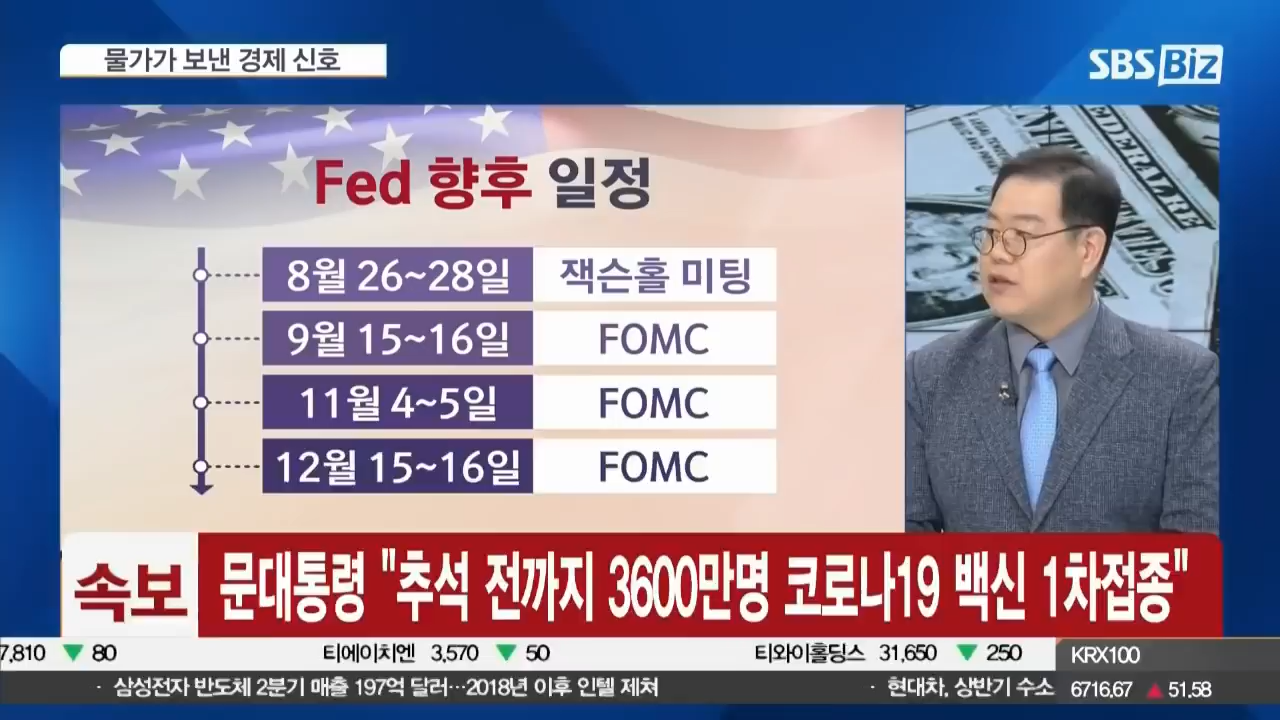 물가가 보낸 경제 신호
SBS Biz
Fed 향후 일정
8월 26~28일 잭슨홀 미팅
9월 15~16일 FOMC
11월 4~5일 FOMC
12월 15~16일 FOMC
속보
문대통령 "추석 전까지 3600만명 코로나19 백신 1차접종"
7,810 ▼ 80 티에이치엔 3,570 ▼ 50 티와이홀딩스 31,650 ▼ 250
KRX100
· 삼성전자 반도체 2분기 매출 197억 달러…2018년 이후 인텔 제쳐 · 현대차, 상반기 수소
6716.67 ▲ 51.58